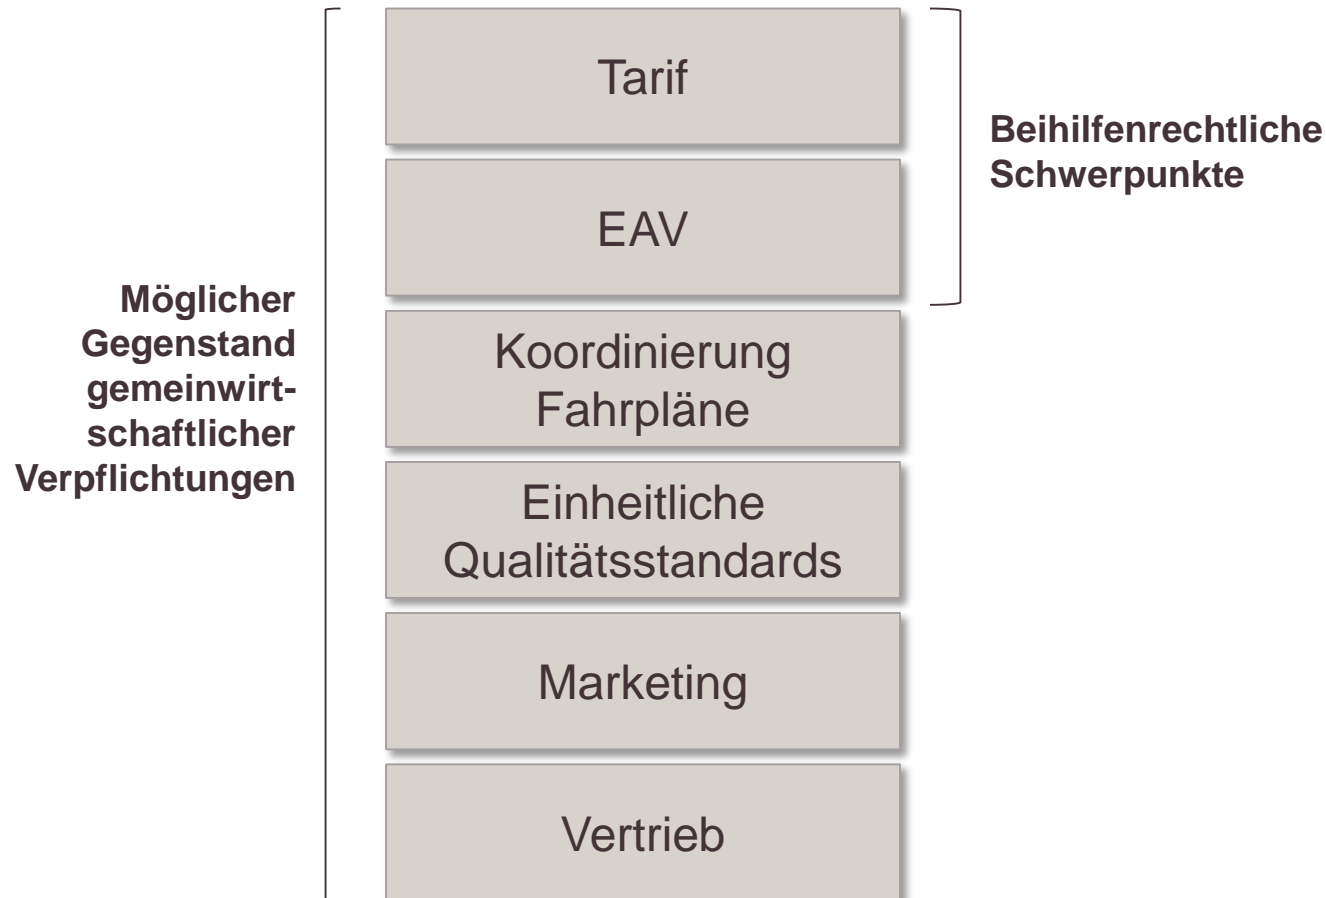 Möglicher
Gegenstand
gemeinwirt-
schaftlicher
Verpflichtungen
Tarif
EAV
Koordinierung
Fahrpläne
Einheitliche
Qualitätsstandards
Marketing
Vertrieb
Beihilfenrechtliche
Schwerpunkte